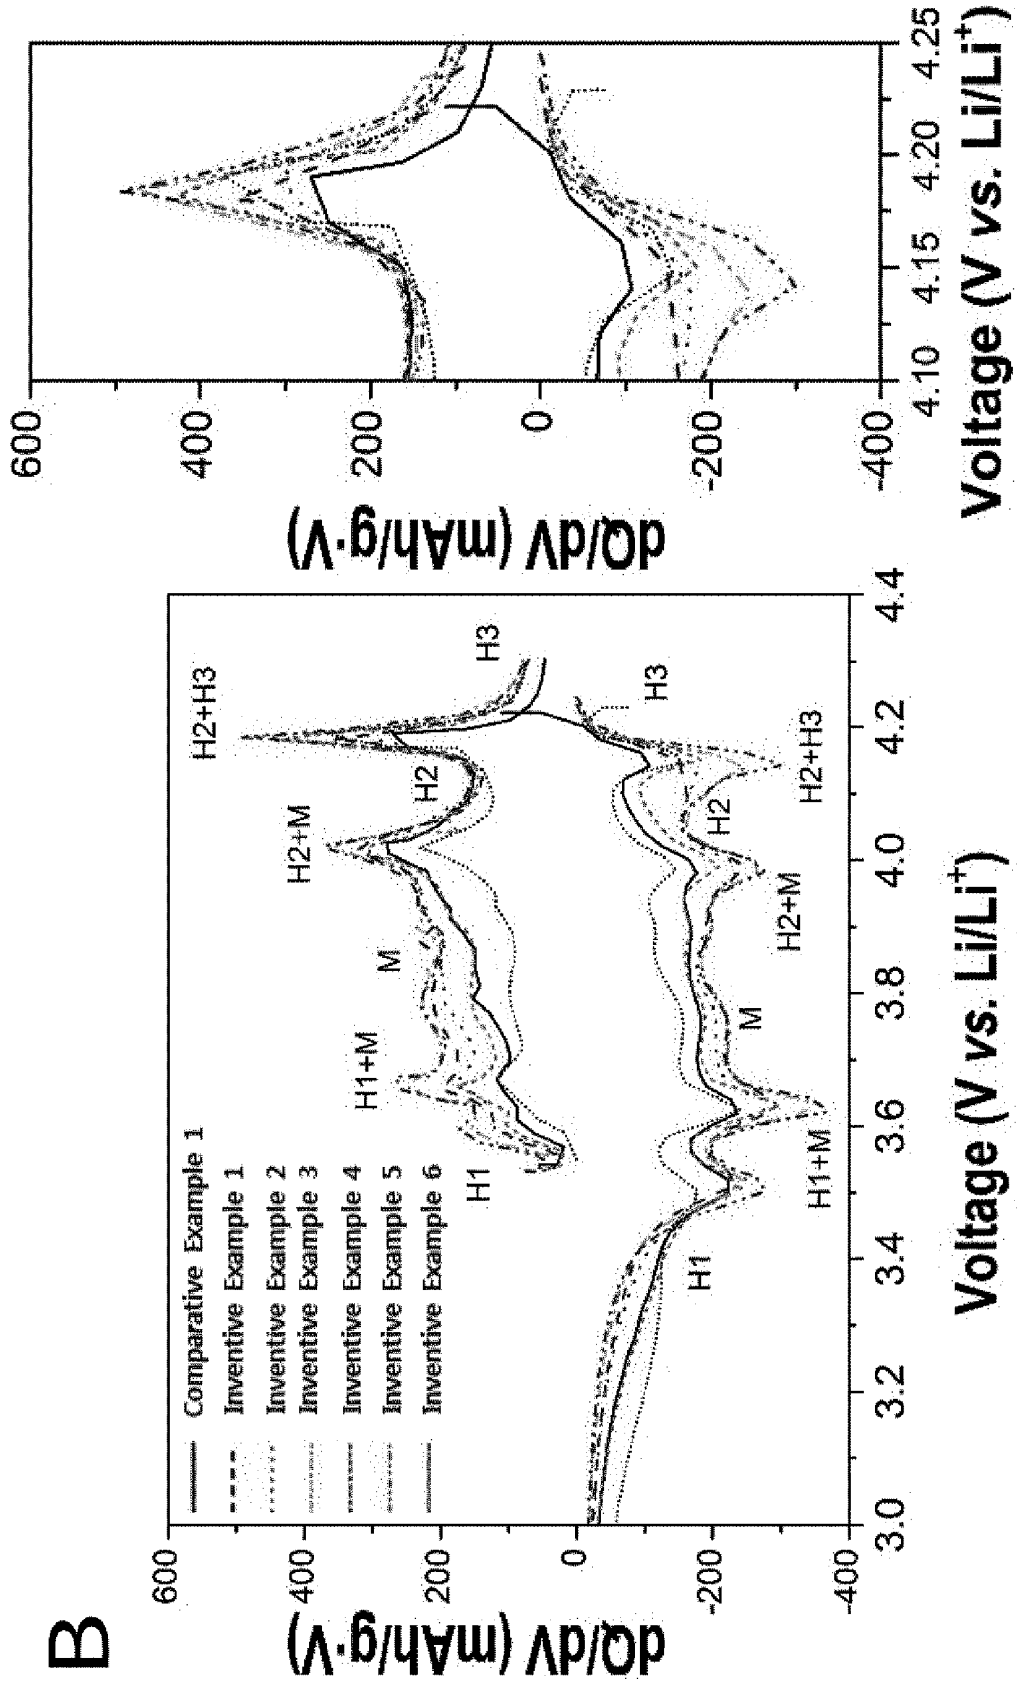 B
dQ/dV (mAh/g·V)
600
400
200
0
-200
-400
Comparative Example 1
Inventive Example 1
Inventive Example 2
Inventive Example 3
Inventive Example 4
Inventive Example 5
Inventive Example 6
H1
H1+M
M
H2+M
H2
H2+H3
H3
H1
H1+M
M
H2+M
H2
H2+H3
H3
3.0 3.2 3.4 3.6 3.8 4.0 4.2 4.4
Voltage (V vs. Li/Li+)
dQ/dV (mAh/g·V)
600
400
200
0
-200
-400
4.10 4.15 4.20 4.25
Voltage (V vs. Li/Li+)